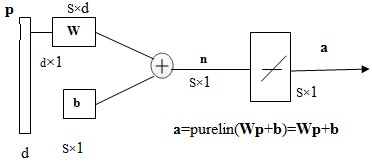 p
S×d
W
d×1
n
a
S×1
S×1
b
a=purelin(Wp+b)=Wp+b
d
S×1